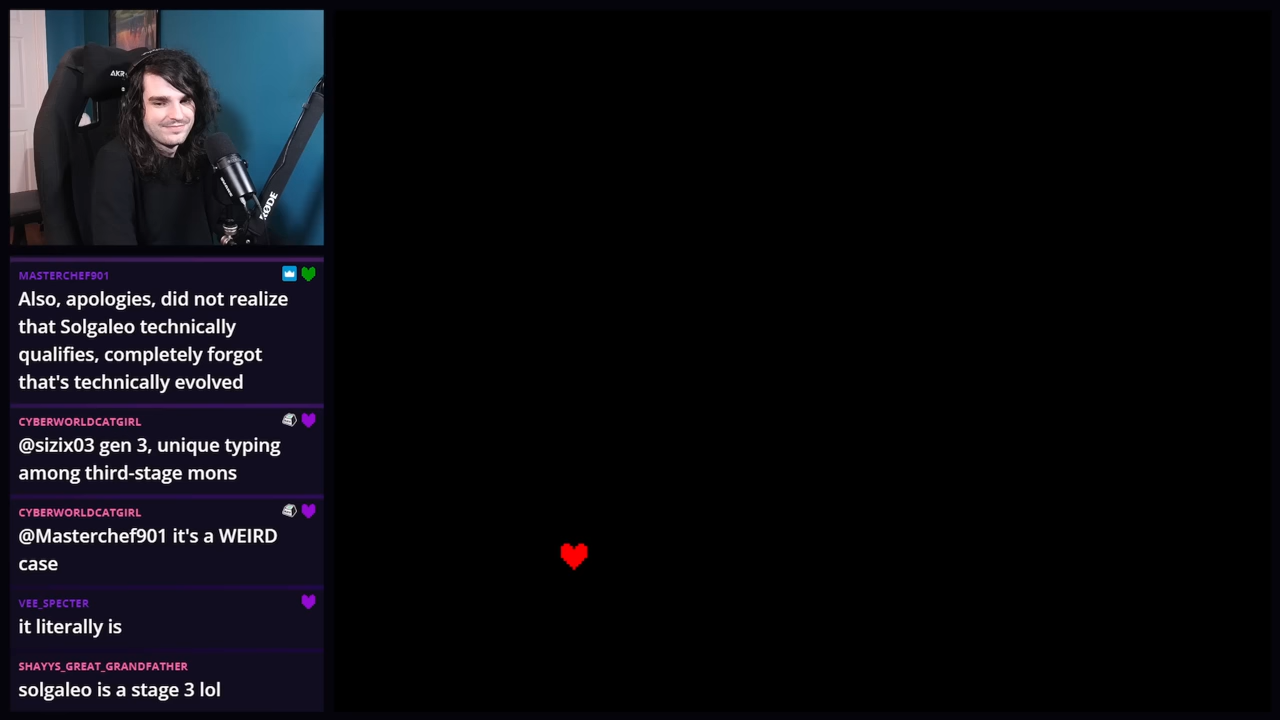 AKR
RODE
MASTERCHEF901
Also, apologies, did not realize
that Solgaleo technically
qualifies, completely forgot
that's technically evolved
CYBERWORLDCATGIRL
@sizix03 gen 3, unique typing
among third-stage mons
CYBERWORLDCATGIRL
@Masterchef901 it's a WEIRD
case
VEE_SPECTER
it literally is
SHAYYS_GREAT_GRANDFATHER
solgaleo is a stage 3 lol